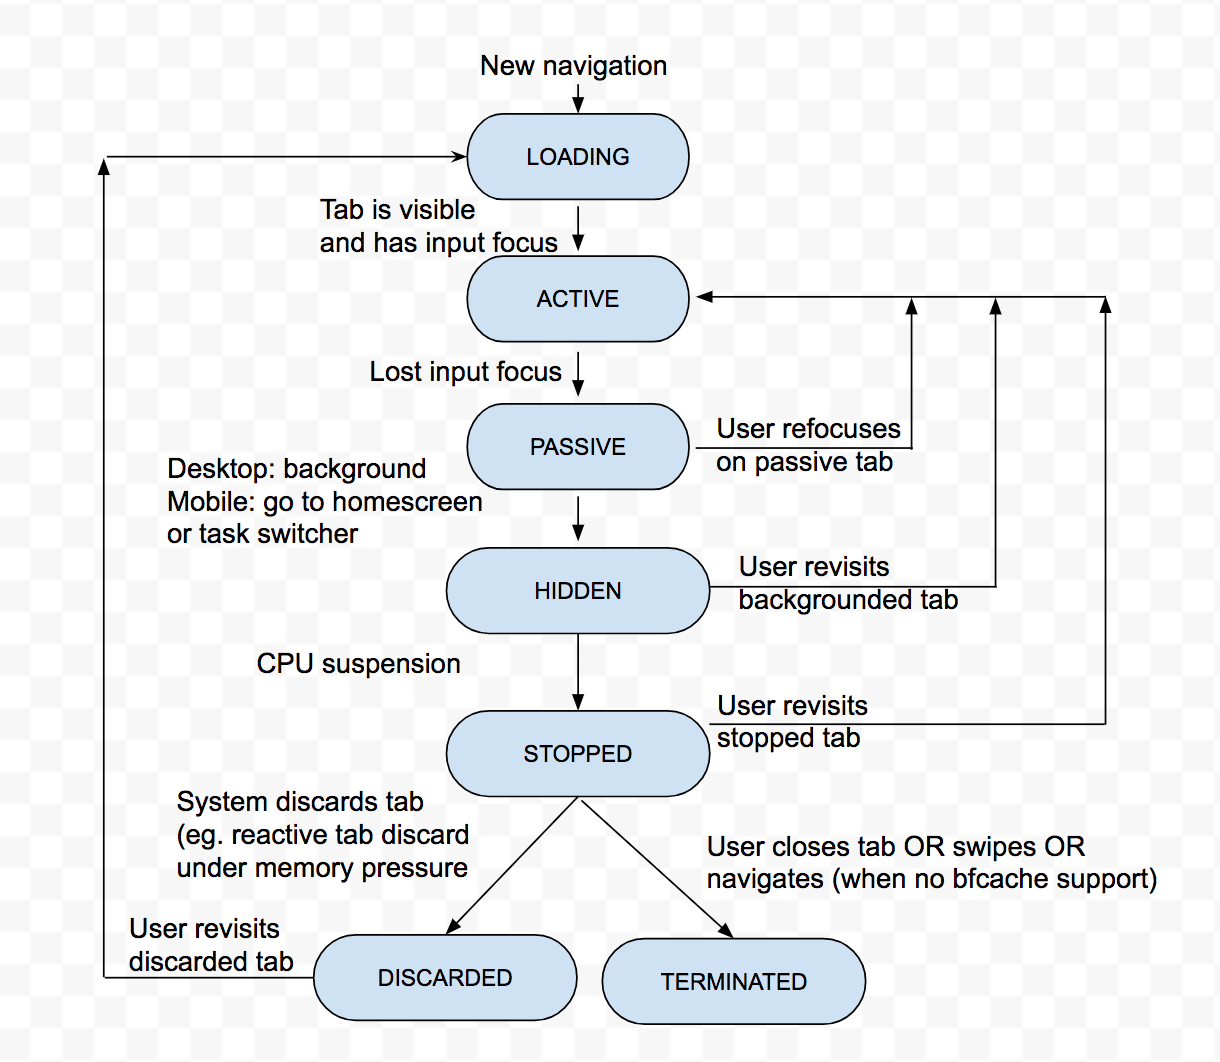 New navigation
LOADING
Tab is visible
and has input focus
ACTIVE
Lost input focus
PASSIVE
User refocuses
on passive tab
Desktop: background
Mobile: go to homescreen
or task switcher
HIDDEN
User revisits
backgrounded tab
CPU suspension
STOPPED
User revisits
stopped tab
System discards tab
(eg. reactive tab discard
under memory pressure
User closes tab OR swipes OR
navigates (when no bfcache support)
User revisits
discarded tab
DISCARDED
TERMINATED